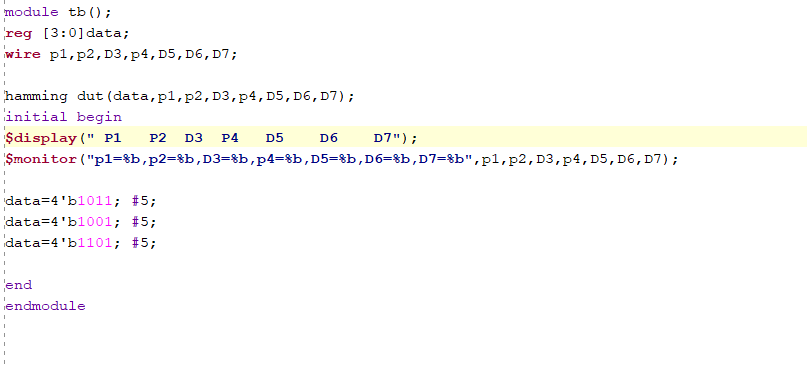 module tb();
reg [3:0]data;
wire p1,p2,D3,p4,D5,D6,D7;
hamming dut(data,p1,p2,D3,p4,D5,D6,D7);
initial begin
$display(" P1   P2  D3  P4   D5    D6    D7");
$monitor("p1=%b,p2=%b,D3=%b,p4=%b,D5=%b,D6=%b,D7=%b",p1,p2,D3,p4,D5,D6,D7);
data=4'b1011; #5;
data=4'b1001; #5;
data=4'b1101; #5;
end
endmodule